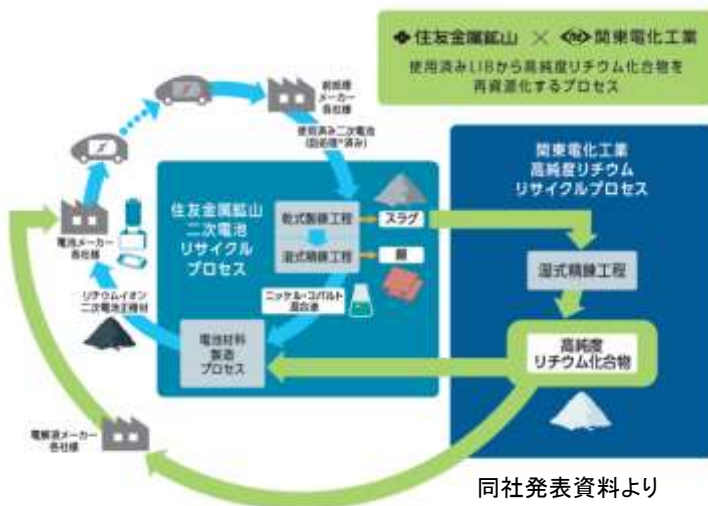 住友金属鉱山 × 関東電化工業
使用済みLIBから高純度リチウム化合物を
再資源化するプロセス
前処理
メーカー
各社様
使用済み二次電池
(前処理*済み)
関東電化工業
高純度リチウム
リサイクルプロセス
住友金属鉱山
二次電池
リサイクル
プロセス
乾式製錬工程
スラグ
湿式精錬工程
銅
電池メーカー
各社様
湿式精錬工程
リチウムイオン
二次電池正極材
ニッケル・コバルト
混合液
電池材料
製造
プロセス
高純度
リチウム化合物
電解液メーカー
各社様
同社発表資料より